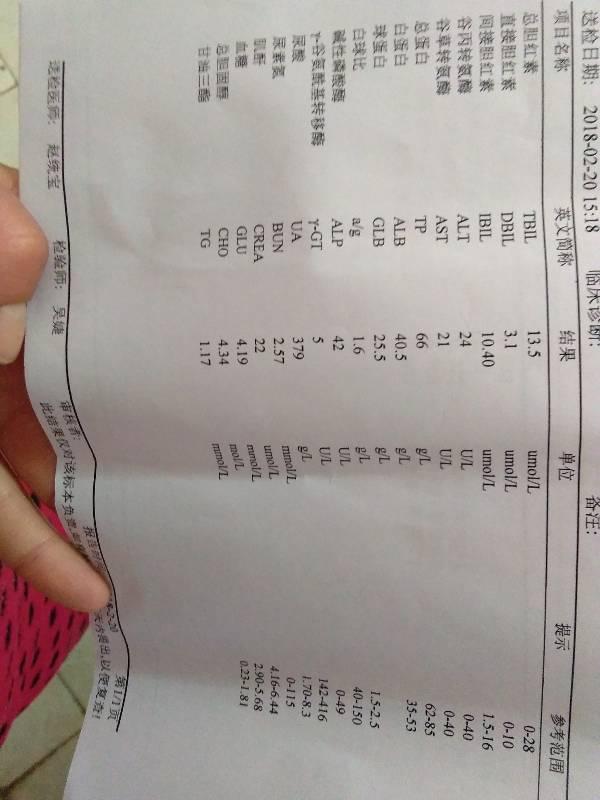 送检日期: 2018-02-20 15:18 临床诊断: 备注:
项目名称 英文简称 结果 单位 提示 参考范围
总胆红素 TBIL 13.5 umol/L 0-28
直接胆红素 DBIL 3.1 umol/L 0-10
间接胆红素 IBIL 10.40 umol/L 1.5-16
谷丙转氨酶 ALT 24 U/L 0-40
谷草转氨酶 AST 21 U/L 0-40
总蛋白 TP 66 g/L 62-85
白蛋白 ALB 40.5 g/L 35-53
球蛋白 GLB 25.5 g/L
白球比 a/g 1.6 g/L 1.5-2.5
碱性磷酸酶 ALP 42 U/L 40-150
γ-谷氨酰基转移酶 γ-GT 5 U/L 0-49
尿酸 UA 379 g/L 142-416
尿素氮 BUN 2.57 mmol/L 1.70-8.3
肌酐 CREA 22 umol/L 0-115
血糖 GLU 4.19 mmol/L 4.16-6.44
总胆固醇 CHO 4.34 mol/L 2.90-5.68
甘油三酯 TG 1.17 mmol/L 0.23-1.81
第1/1页
送检医师: 赵统宝 检验师: 吴婕 审核者: 报告时间 8-2-20
此结果仅对该标本负责, 天内提出,以便复查!